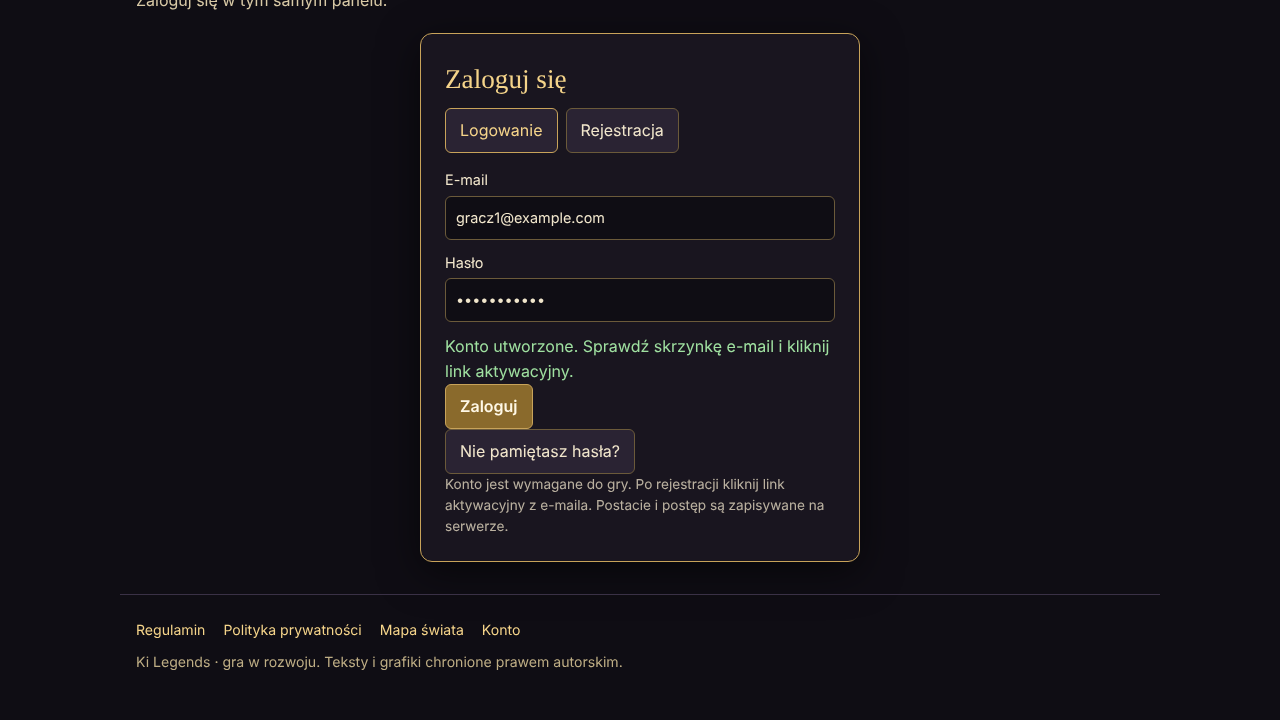 Zaloguj się w tym samym panelu.
Zaloguj się
Logowanie Rejestracja
E-mail
gracz1@example.com
Hasło
•••••••••••
Konto utworzone. Sprawdź skrzynkę e-mail i kliknij
link aktywacyjny.
Zaloguj
Nie pamiętasz hasła?
Konto jest wymagane do gry. Po rejestracji kliknij link
aktywacyjny z e-maila. Postacie i postęp są zapisywane na
serwerze.
Regulamin Polityka prywatności Mapa świata Konto
Ki Legends · gra w rozwoju. Teksty i grafiki chronione prawem autorskim.